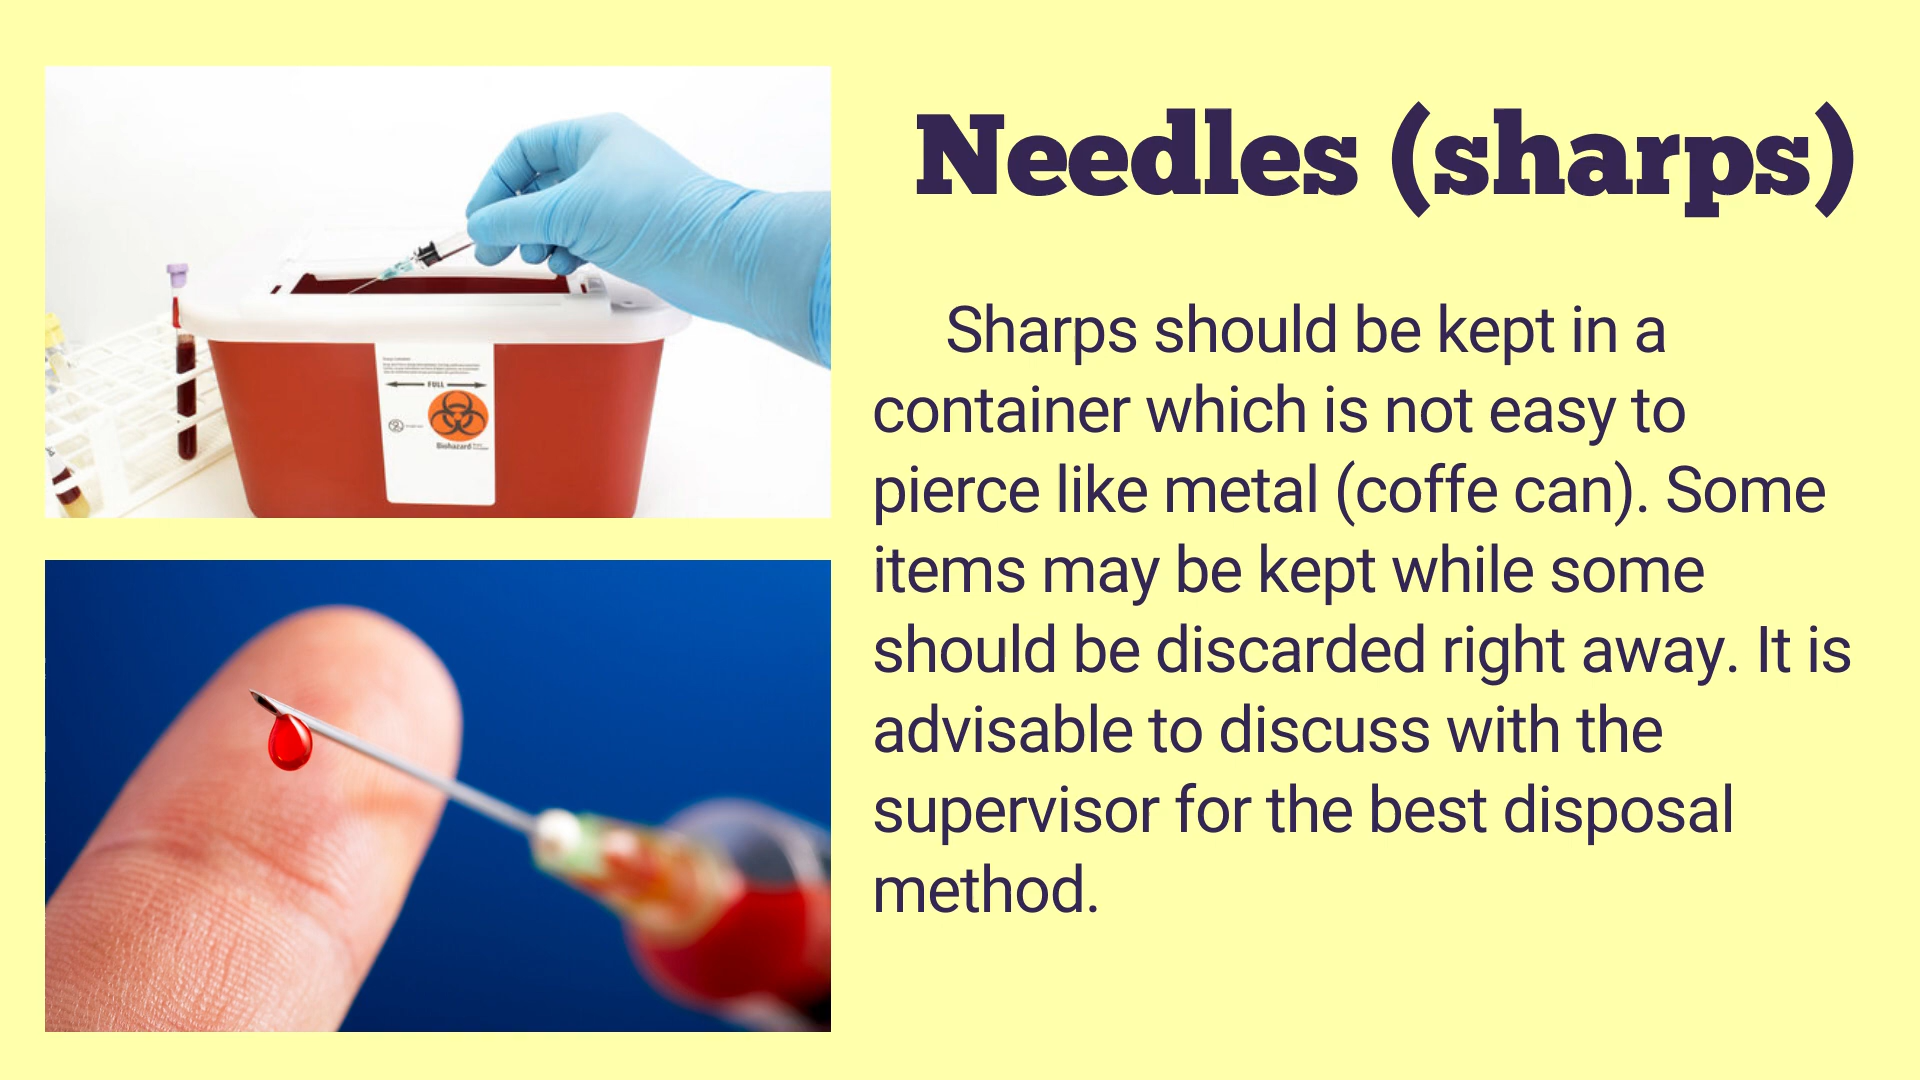 Needles (sharps)
Sharps should be kept in a
container which is not easy to
pierce like metal (coffe can). Some
items may be kept while some
should be discarded right away. It is
advisable to discuss with the
supervisor for the best disposal
method.
FULL
Biohazard